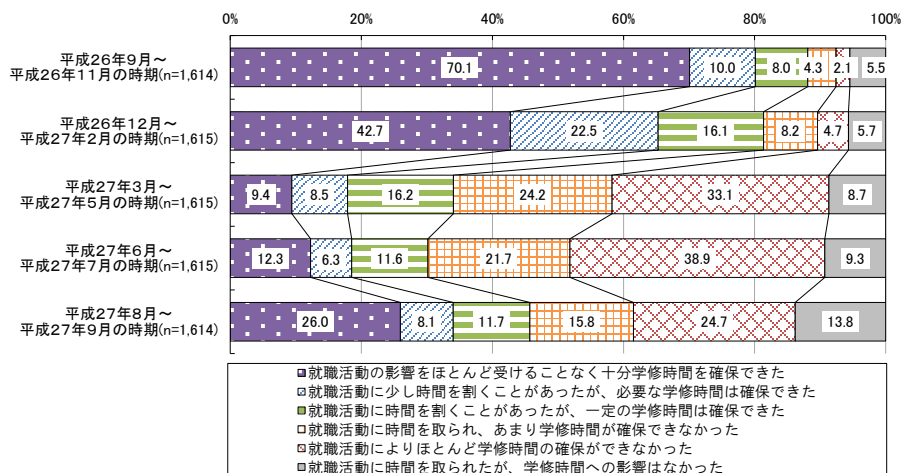 0% 20% 40% 60% 80% 100%
平成26年9月～
平成26年11月の時期(n=1,614)
70.1 10.0 8.0 4.3 2.1 5.5
平成26年12月～
平成27年2月の時期(n=1,615)
42.7 22.5 16.1 8.2 4.7 5.7
平成27年3月～
平成27年5月の時期(n=1,615)
9.4 8.5 16.2 24.2 33.1 8.7
平成27年6月～
平成27年7月の時期(n=1,615)
12.3 6.3 11.6 21.7 38.9 9.3
平成27年8月～
平成27年9月の時期(n=1,614)
26.0 8.1 11.7 15.8 24.7 13.8
就職活動の影響をほとんど受けることなく十分学修時間を確保できた
就職活動に少し時間を割くことがあったが、必要な学修時間は確保できた
就職活動に時間を割くことがあったが、一定の学修時間は確保できた
就職活動に時間を取られ、あまり学修時間が確保できなかった
就職活動によりほとんど学修時間の確保ができなかった
就職活動に時間を取られたが、学修時間への影響はなかった